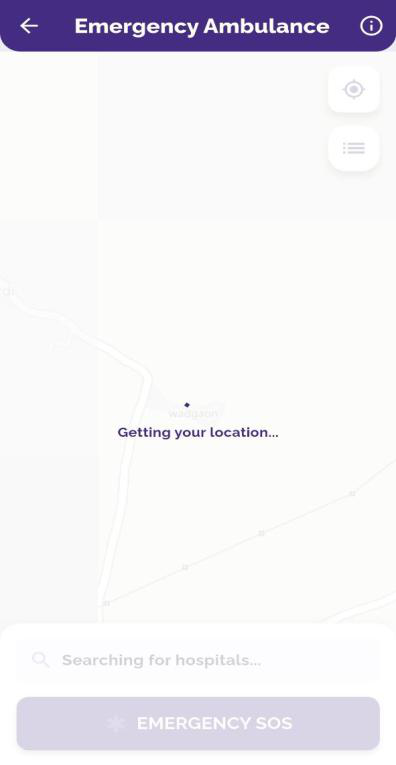 Emergency Ambulance
wadgaon
Getting your location...
Searching for hospitals...
EMERGENCY SOS